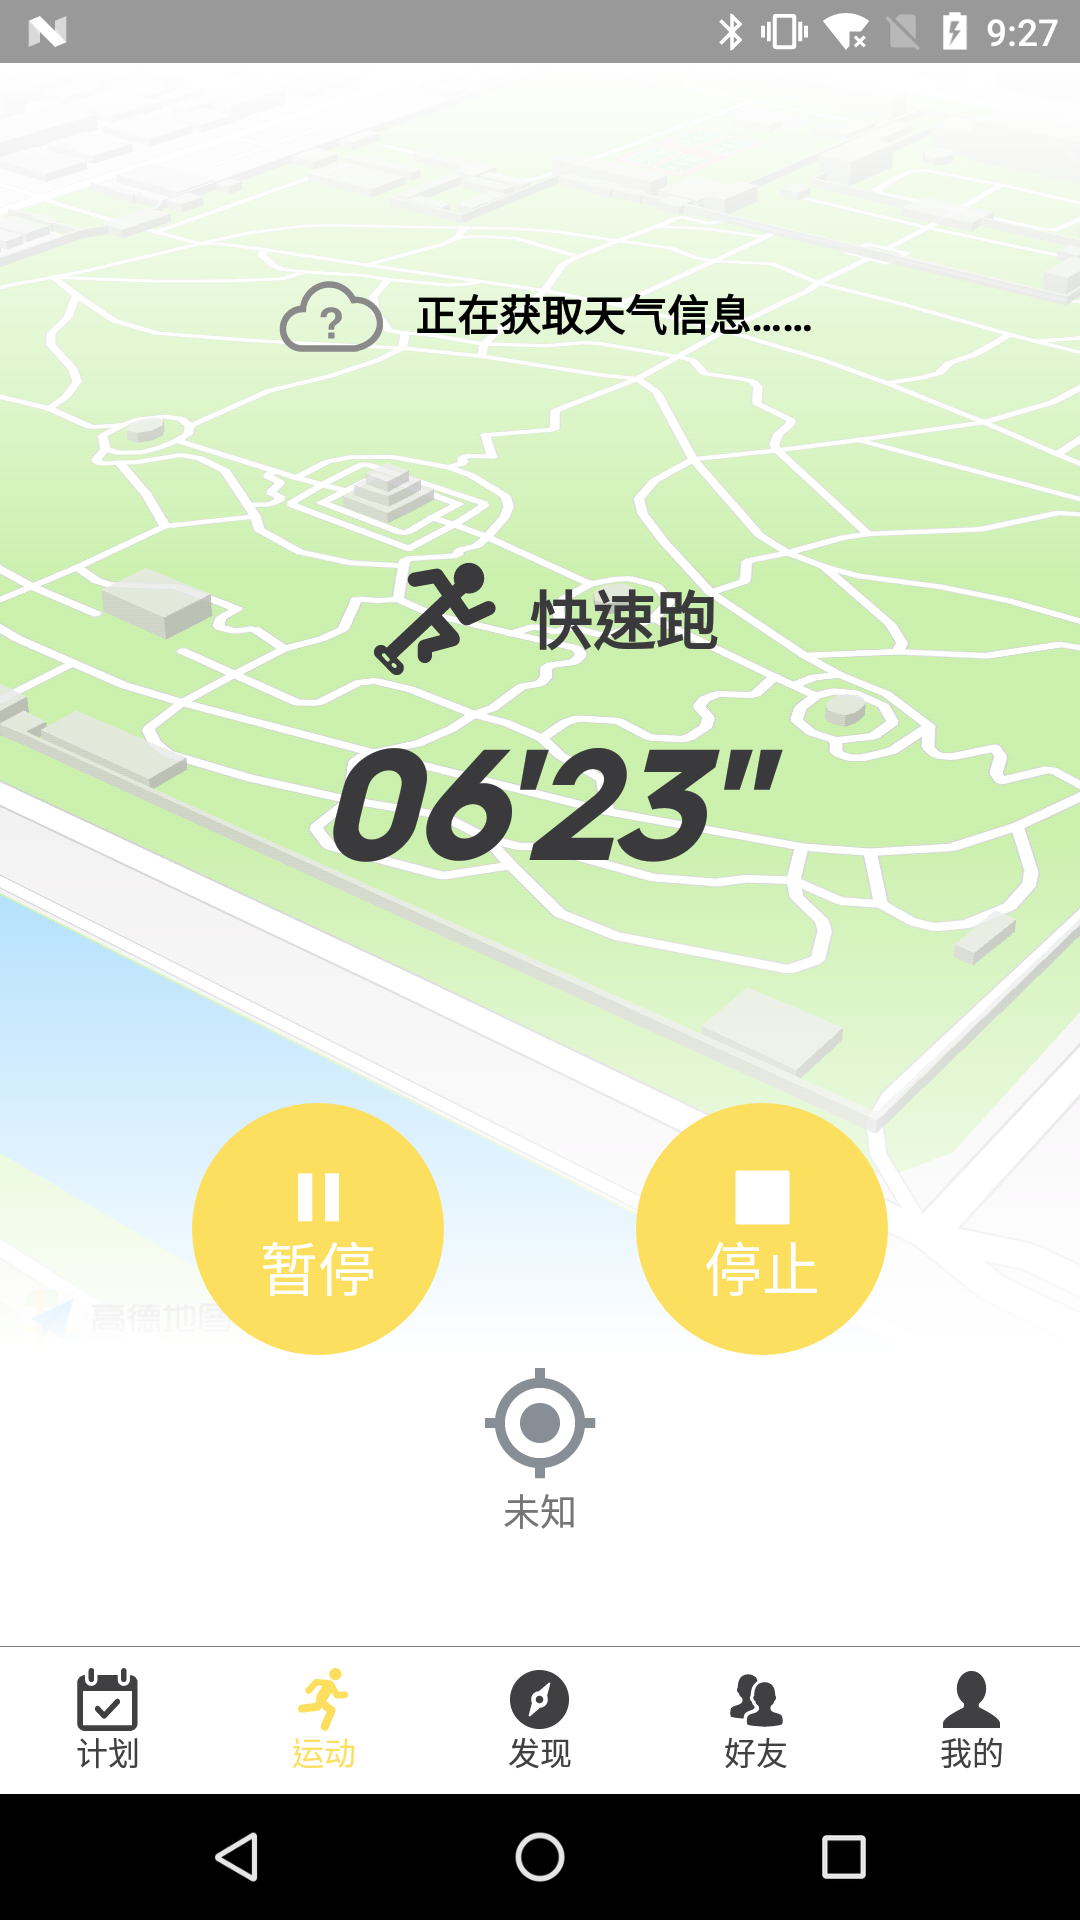 9:27
正在获取天气信息......
快速跑
06'23"
暂停
停止
高德地图
未知
计划
运动
发现
好友
我的